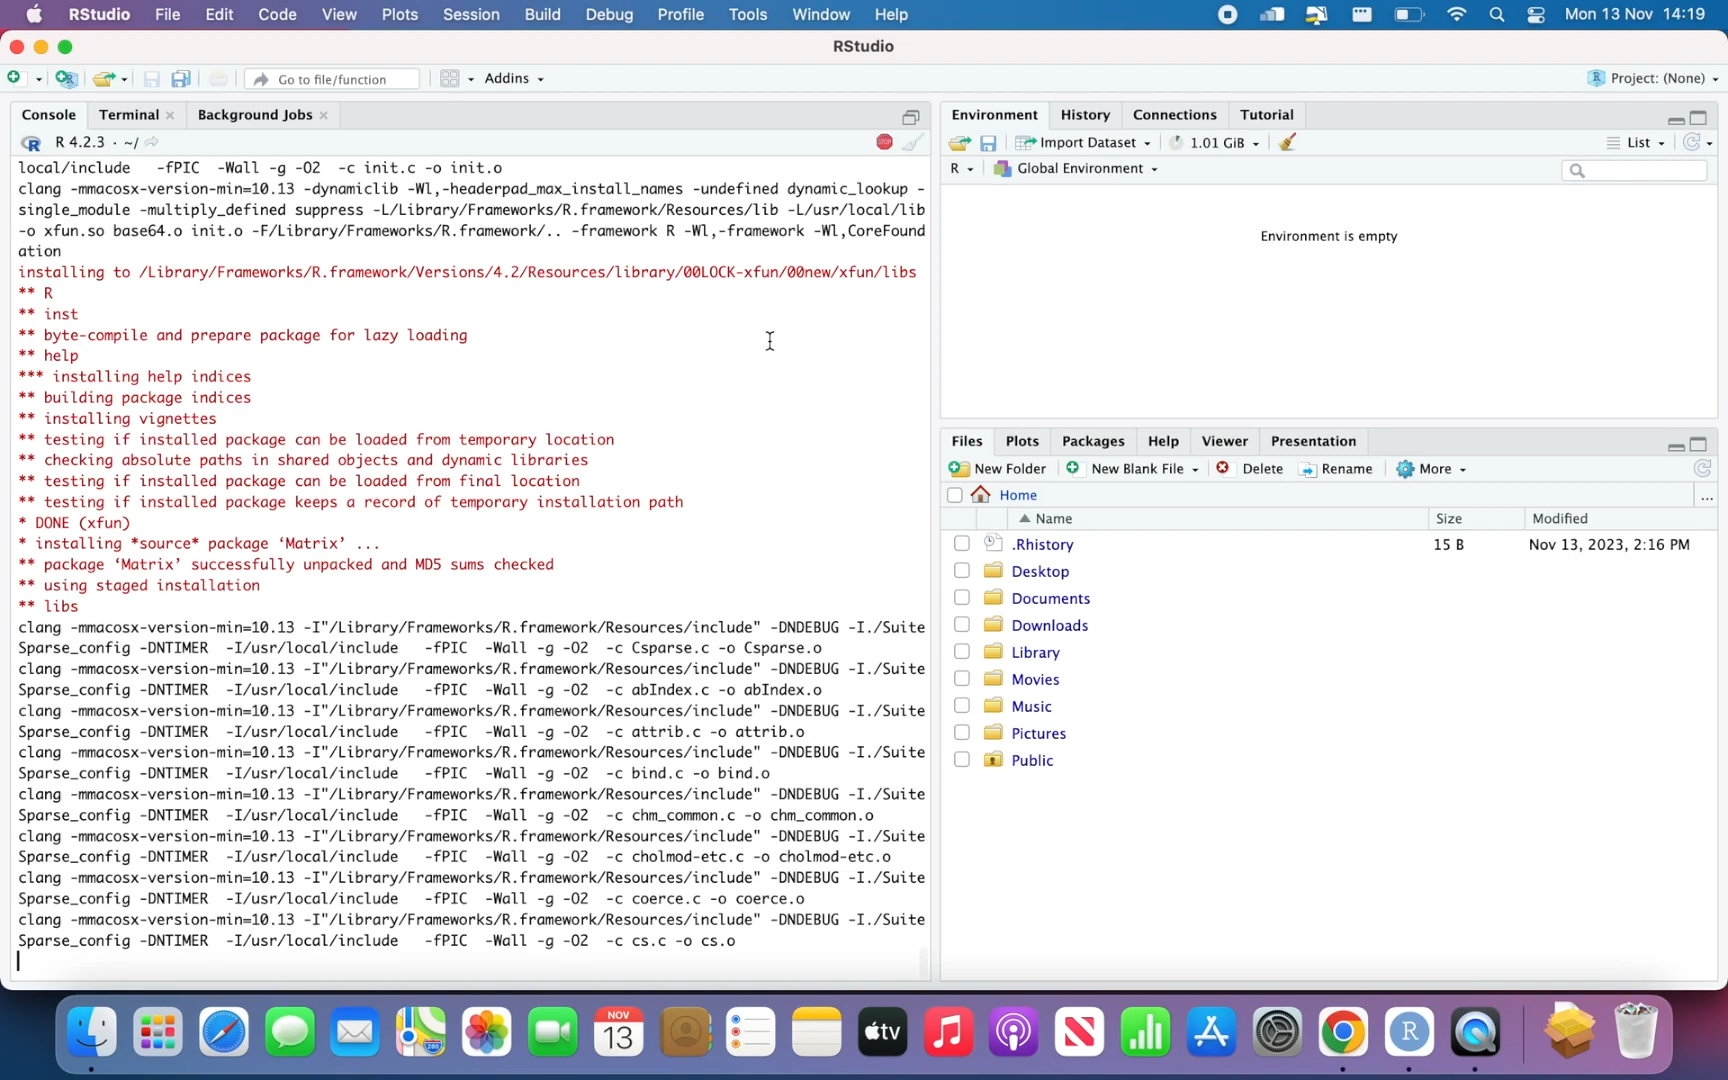 RStudio File Edit Code View Plots Session Build Debug Profile Tools Window Help Mon 13 Nov 14:19
RStudio
Go to file/function Addins Project: (None)
Console Terminal Background Jobs
R 4.2.3 · ~/
local/include -fPIC -Wall -g -O2 -c init.c -o init.o
clang -mmacosx-version-min=10.13 -dynamiclib -Wl,-headerpad_max_install_names -undefined dynamic_lookup -
single_module -multiply_defined suppress -L/Library/Frameworks/R.framework/Resources/lib -L/usr/local/lib
-o xfun.so base64.o init.o -F/Library/Frameworks/R.framework/.. -framework R -Wl,-framework -Wl,CoreFound
ation
installing to /Library/Frameworks/R.framework/Versions/4.2/Resources/library/00LOCK-xfun/00new/xfun/libs
** R
** inst
** byte-compile and prepare package for lazy loading
** help
*** installing help indices
** building package indices
** installing vignettes
** testing if installed package can be loaded from temporary location
** checking absolute paths in shared objects and dynamic libraries
** testing if installed package can be loaded from final location
** testing if installed package keeps a record of temporary installation path
* DONE (xfun)
* installing *source* package ‘Matrix’ ...
** package ‘Matrix’ successfully unpacked and MD5 sums checked
** using staged installation
** libs
clang -mmacosx-version-min=10.13 -I"/Library/Frameworks/R.framework/Resources/include" -DNDEBUG -I./Suite
Sparse_config -DNTIMER -I/usr/local/include -fPIC -Wall -g -O2 -c Csparse.c -o Csparse.o
clang -mmacosx-version-min=10.13 -I"/Library/Frameworks/R.framework/Resources/include" -DNDEBUG -I./Suite
Sparse_config -DNTIMER -I/usr/local/include -fPIC -Wall -g -O2 -c abIndex.c -o abIndex.o
clang -mmacosx-version-min=10.13 -I"/Library/Frameworks/R.framework/Resources/include" -DNDEBUG -I./Suite
Sparse_config -DNTIMER -I/usr/local/include -fPIC -Wall -g -O2 -c attrib.c -o attrib.o
clang -mmacosx-version-min=10.13 -I"/Library/Frameworks/R.framework/Resources/include" -DNDEBUG -I./Suite
Sparse_config -DNTIMER -I/usr/local/include -fPIC -Wall -g -O2 -c bind.c -o bind.o
clang -mmacosx-version-min=10.13 -I"/Library/Frameworks/R.framework/Resources/include" -DNDEBUG -I./Suite
Sparse_config -DNTIMER -I/usr/local/include -fPIC -Wall -g -O2 -c chm_common.c -o chm_common.o
clang -mmacosx-version-min=10.13 -I"/Library/Frameworks/R.framework/Resources/include" -DNDEBUG -I./Suite
Sparse_config -DNTIMER -I/usr/local/include -fPIC -Wall -g -O2 -c cholmod-etc.c -o cholmod-etc.o
clang -mmacosx-version-min=10.13 -I"/Library/Frameworks/R.framework/Resources/include" -DNDEBUG -I./Suite
Sparse_config -DNTIMER -I/usr/local/include -fPIC -Wall -g -O2 -c coerce.c -o coerce.o
clang -mmacosx-version-min=10.13 -I"/Library/Frameworks/R.framework/Resources/include" -DNDEBUG -I./Suite
Sparse_config -DNTIMER -I/usr/local/include -fPIC -Wall -g -O2 -c cs.c -o cs.o
Environment History Connections Tutorial
Import Dataset 1.01 GiB List
R Global Environment
Environment is empty
Files Plots Packages Help Viewer Presentation
New Folder New Blank File Delete Rename More
Home ...
Name Size Modified
.Rhistory 15 B Nov 13, 2023, 2:16 PM
Desktop
Documents
Downloads
Library
Movies
Music
Pictures
Public
NOV
13
tv
R